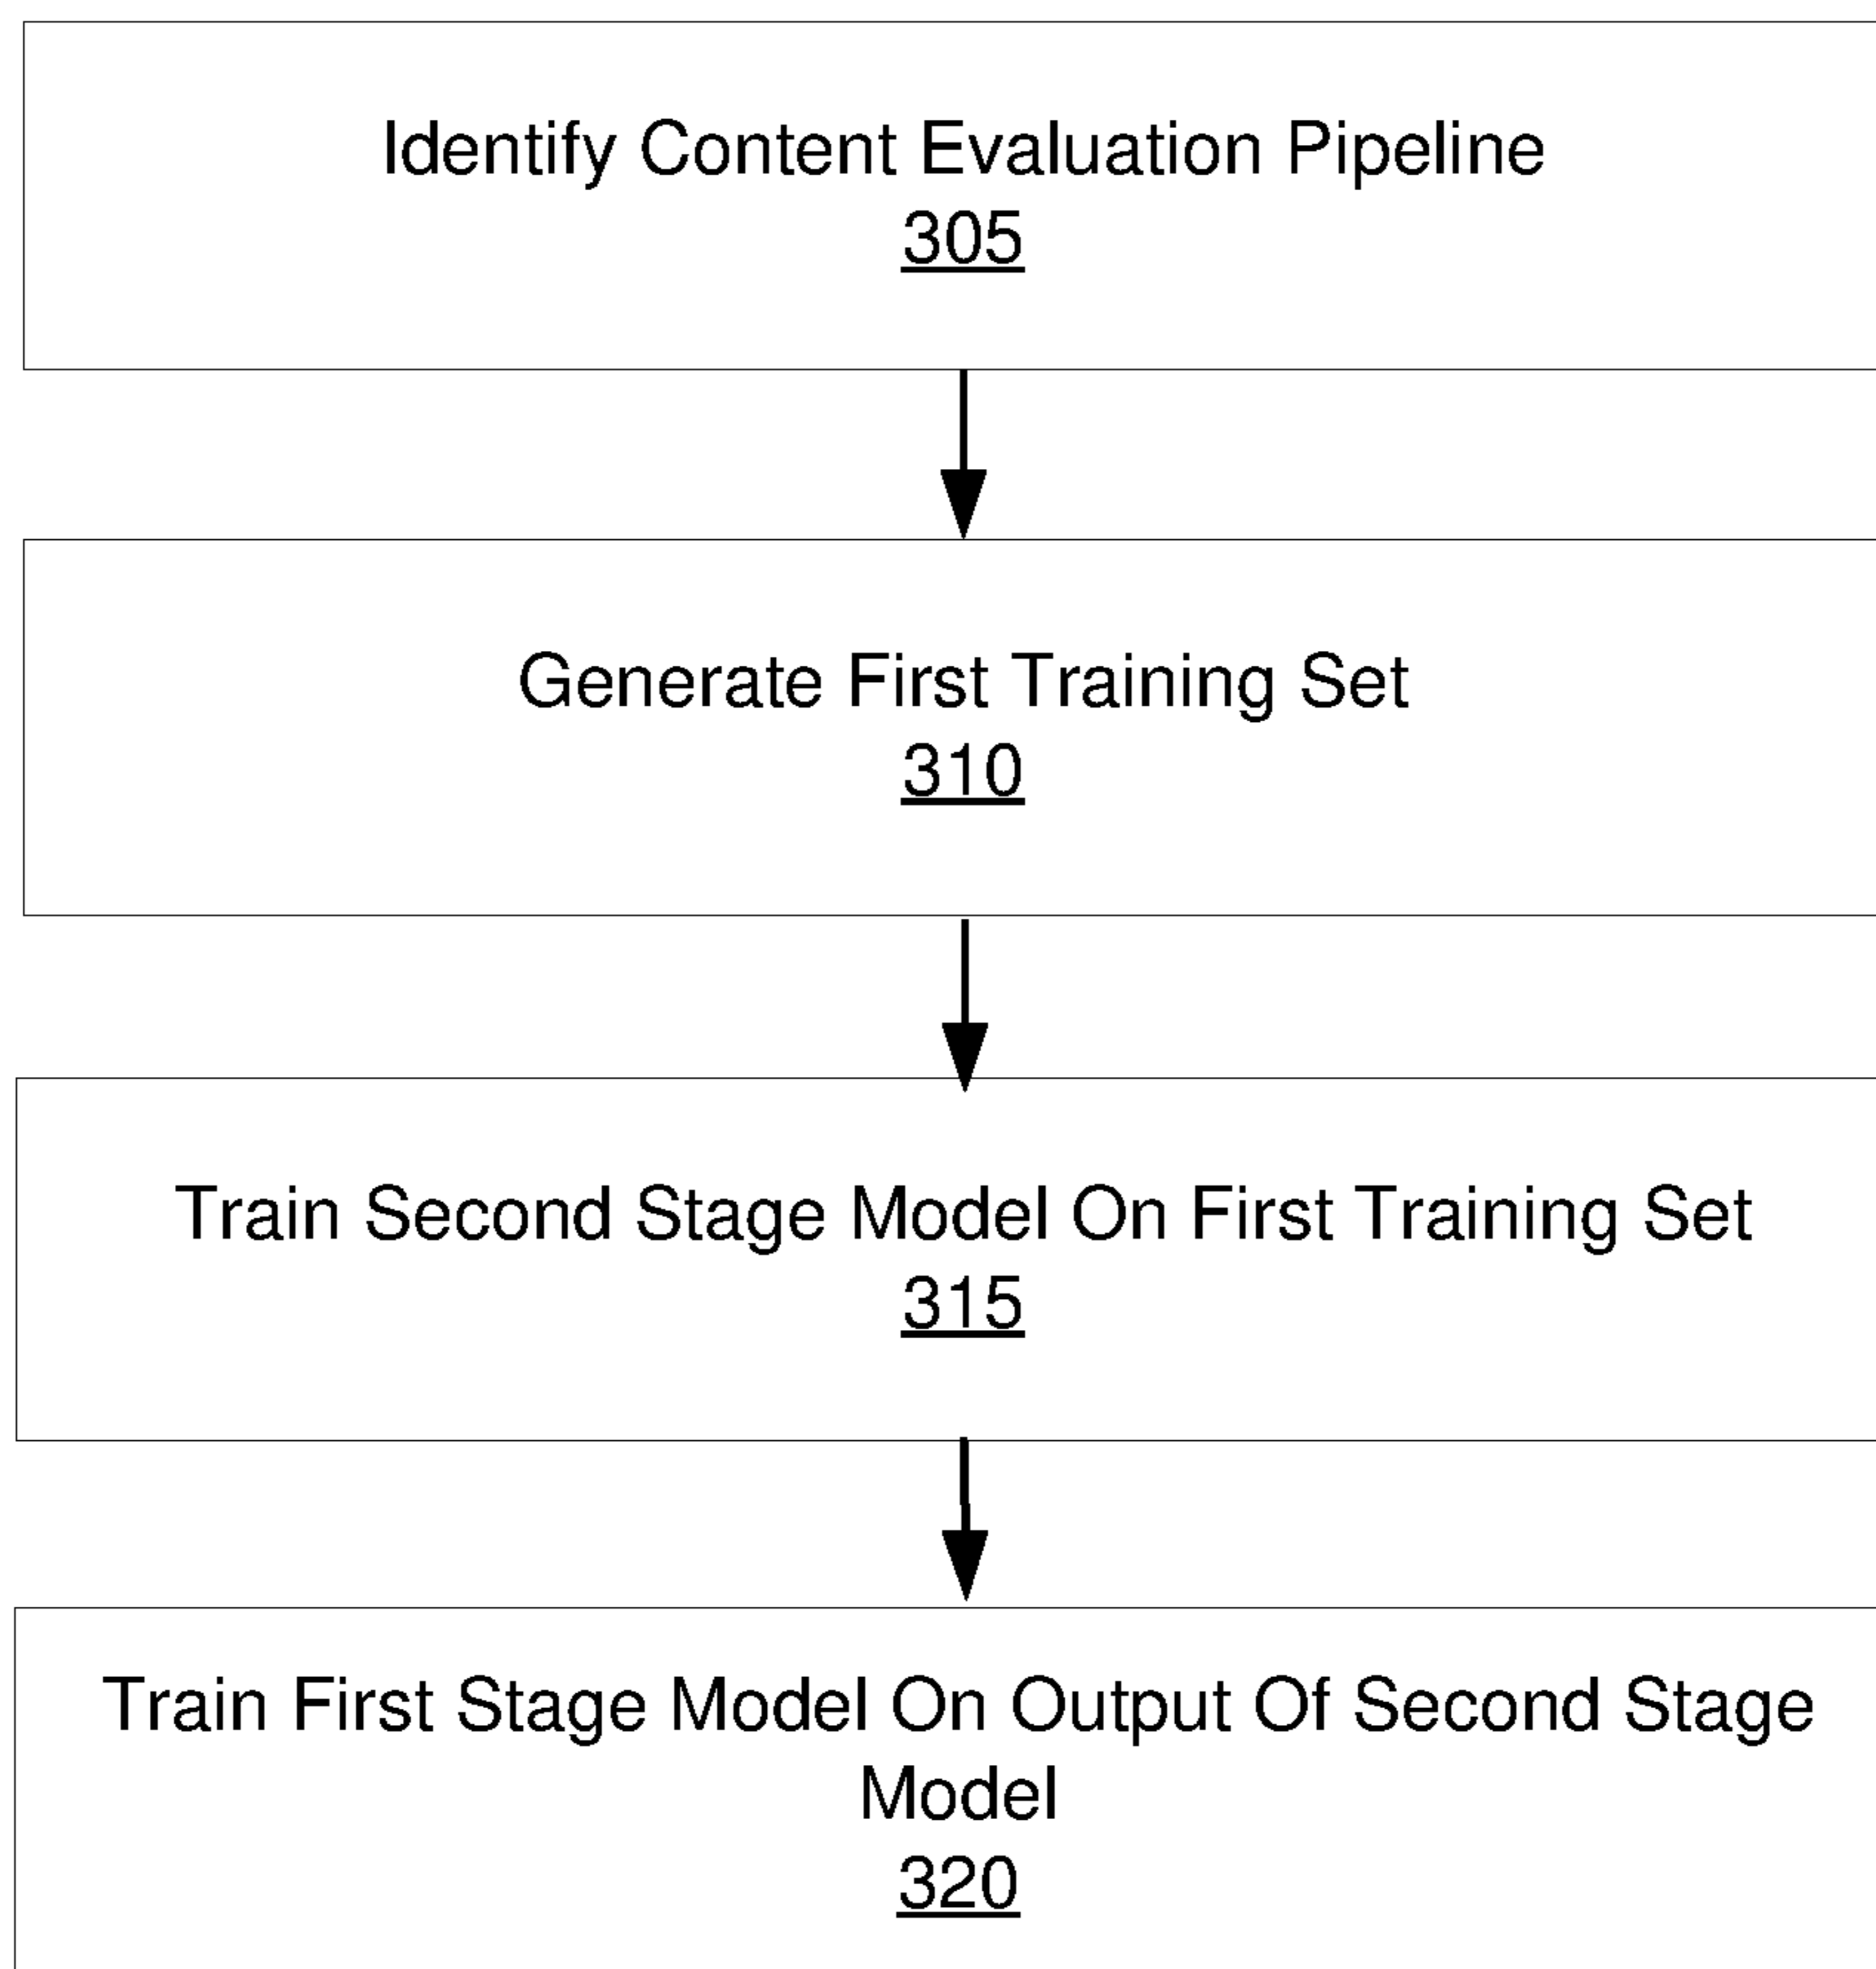 Identify Content Evaluation Pipeline
305
Generate First Training Set
310
Train Second Stage Model On First Training Set
315
Train First Stage Model On Output Of Second Stage
Model
320